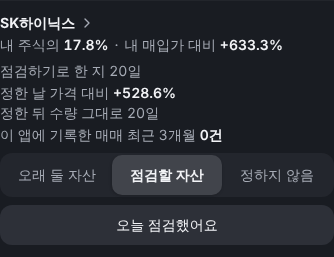 SK하이닉스 >
내 주식의 17.8% · 내 매입가 대비 +633.3%
점검하기로 한 지 20일
정한 날 가격 대비 +528.6%
정한 뒤 수량 그대로 20일
이 앱에 기록한 매매 최근 3개월 0건
오래 둘 자산 점검할 자산 정하지 않음
오늘 점검했어요